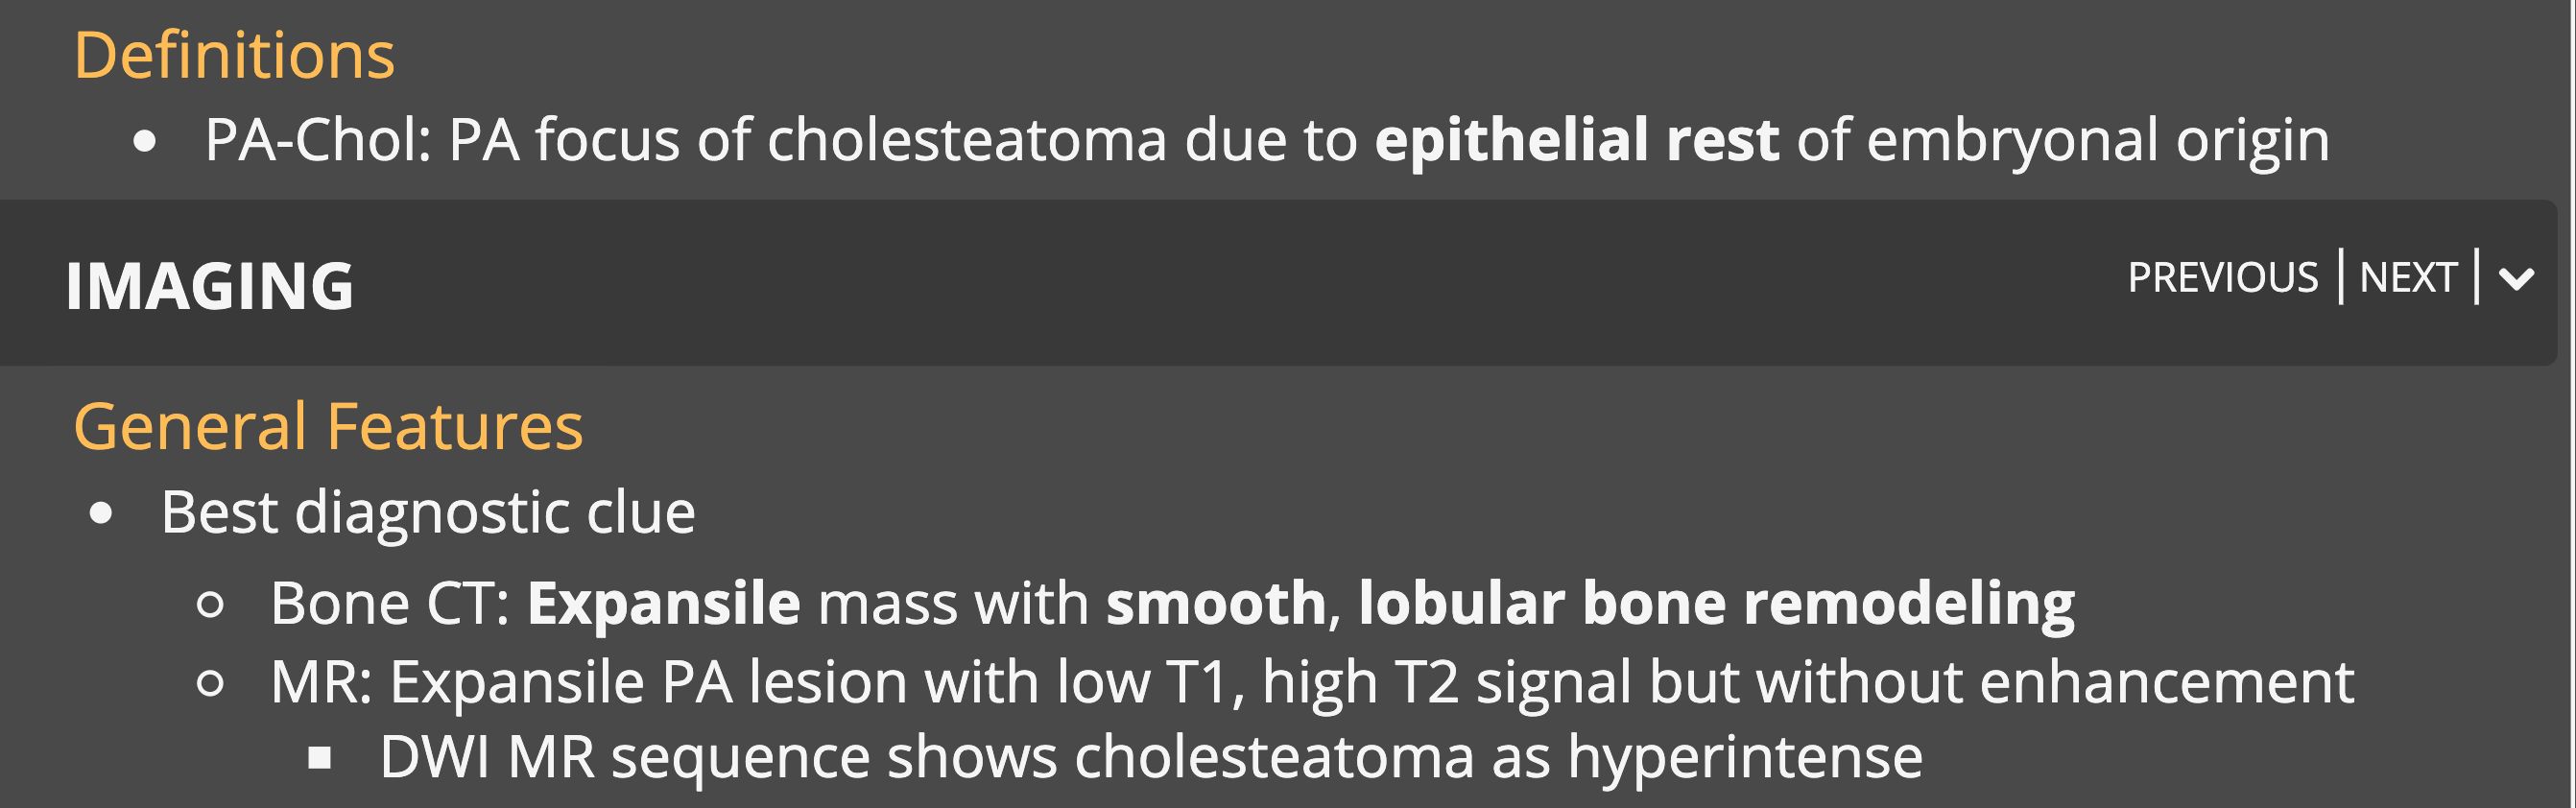 Definitions
• PA-Chol: PA focus of cholesteatoma due to epithelial rest of embryonal origin
IMAGING
PREVIOUS | NEXT |
General Features
• Best diagnostic clue
○ Bone CT: Expansile mass with smooth, lobular bone remodeling
○ MR: Expansile PA lesion with low T1, high T2 signal but without enhancement
■ DWI MR sequence shows cholesteatoma as hyperintense